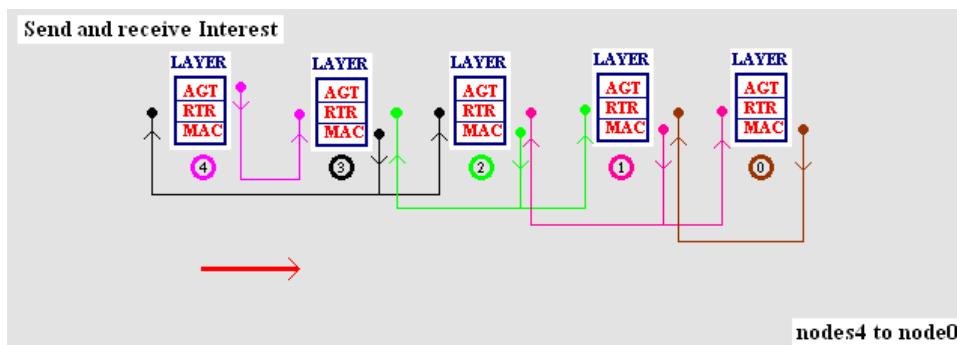 Send and receive Interest
LAYER
AGT
RTR
MAC
4
LAYER
AGT
RTR
MAC
3
LAYER
AGT
RTR
MAC
2
LAYER
AGT
RTR
MAC
1
LAYER
AGT
RTR
MAC
0
nodes4 to node0